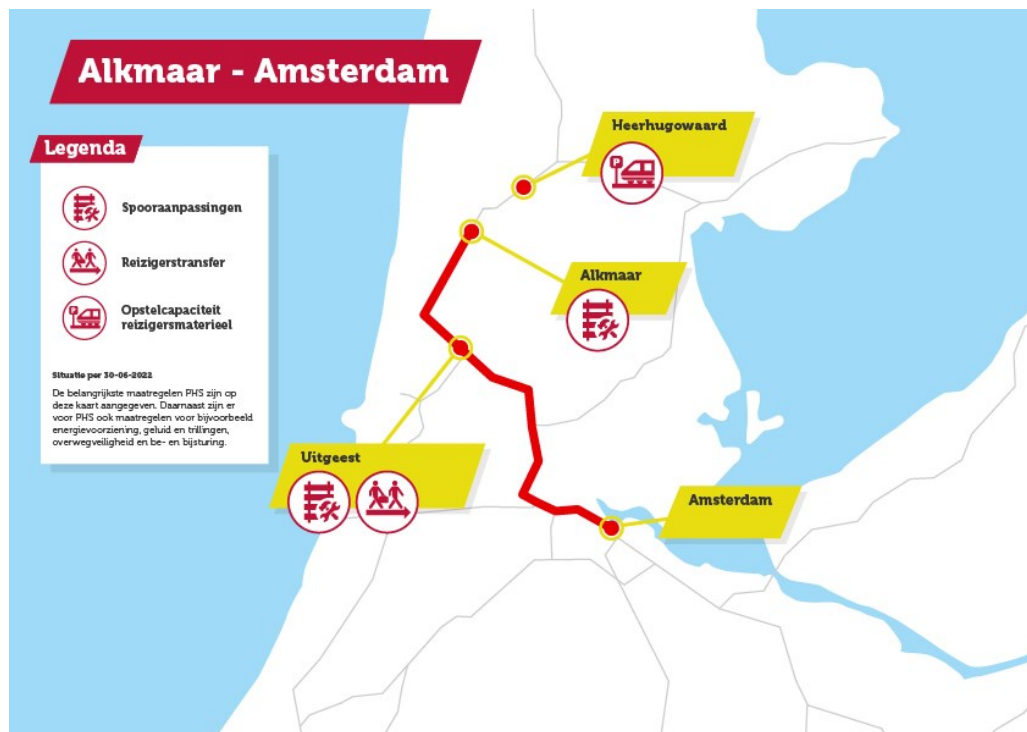 Alkmaar - Amsterdam
Legenda
Spooraanpassingen
Reizigerstransfer
P
Opstelcapaciteit
reizigersmaterieel
Situatie per 30-06-2022
De belangrijkste maatregelen PHS zijn op
deze kaart aangegeven. Daarnaast zijn er
voor PHS ook maatregelen voor bijvoorbeeld
energievoorziening, geluid en trillingen,
overwegveiligheid en be- en bijsturing.
Heerhugowaard
P
Alkmaar
Uitgeest
Amsterdam